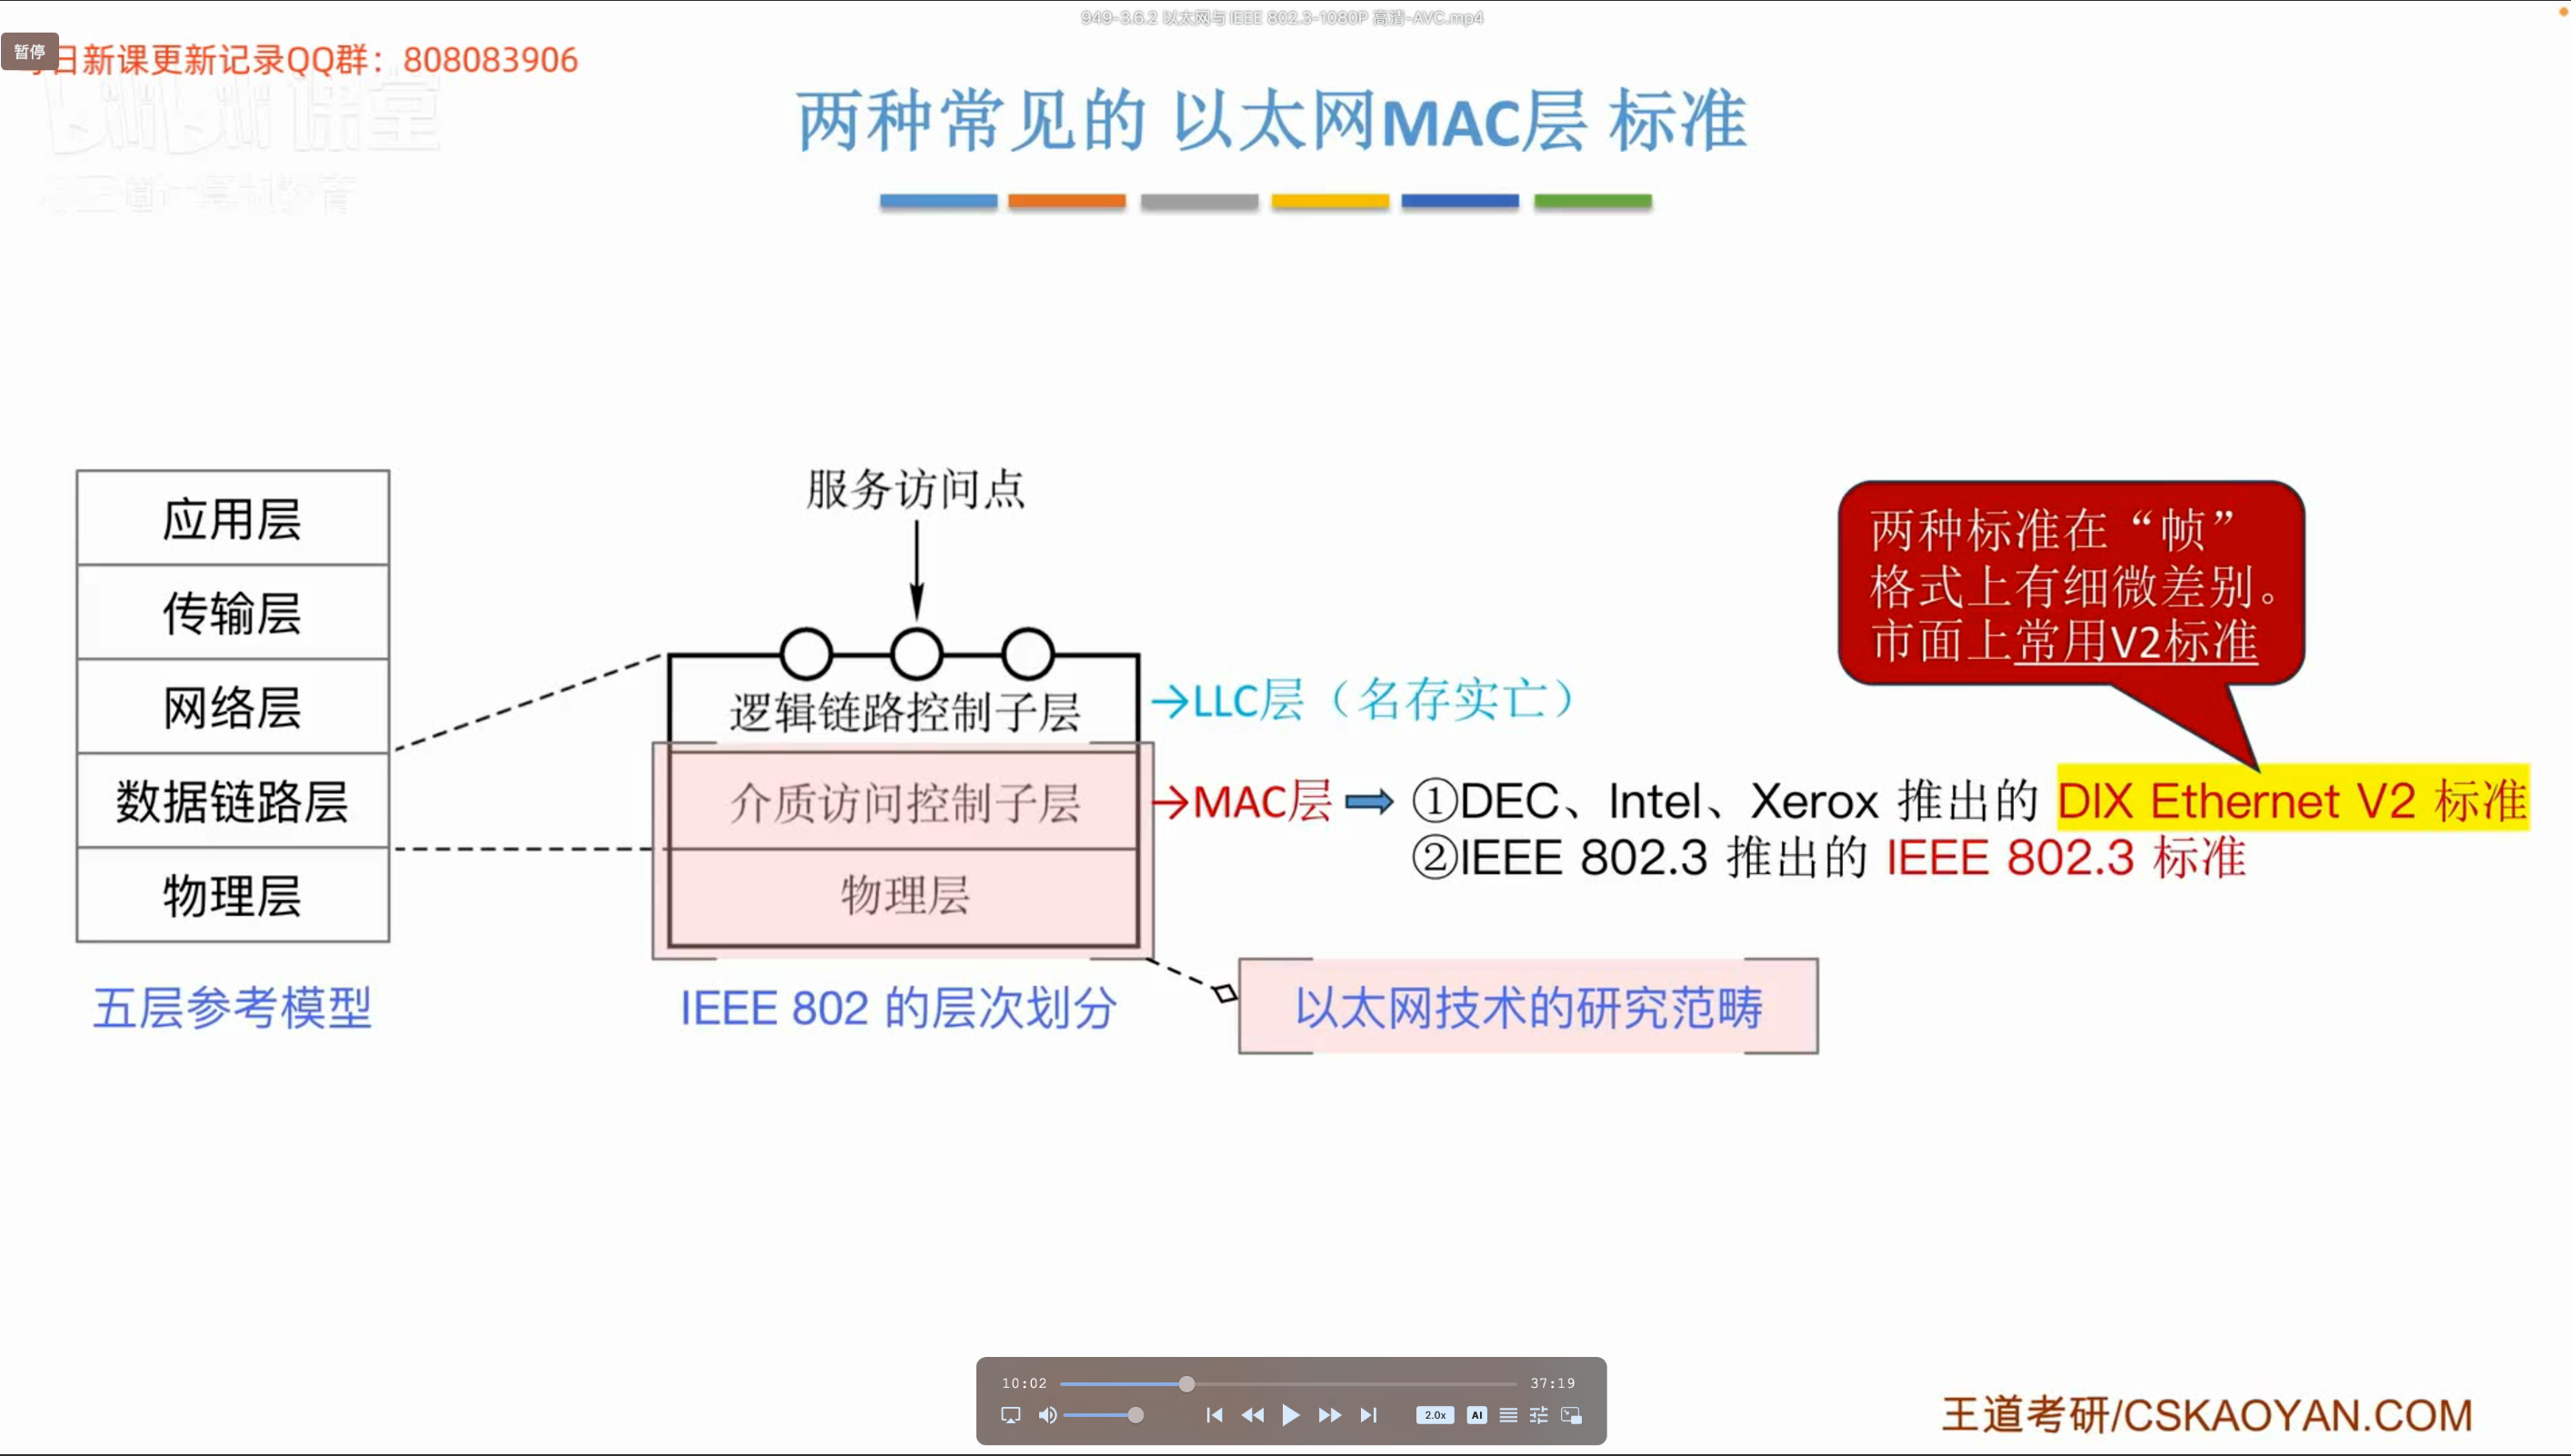 949-3.6.2 以太网与 IEEE 802.3-1080P 高清-AVC.mp4
暂停
日新课更新记录QQ群：808083906
bilibili 课堂
两种常见的 以太网MAC层 标准
服务访问点
应用层
传输层
网络层
数据链路层
物理层
五层参考模型
逻辑链路控制子层
介质访问控制子层
物理层
IEEE 802 的层次划分
→LLC层（名存实亡）
→MAC层
①DEC、Intel、Xerox 推出的 DIX Ethernet V2 标准
②IEEE 802.3 推出的 IEEE 802.3 标准
两种标准在“帧”
格式上有细微差别。
市面上常用V2标准
以太网技术的研究范畴
10:02
37:19
2.0x
AI
王道考研/CSKAOYAN.COM